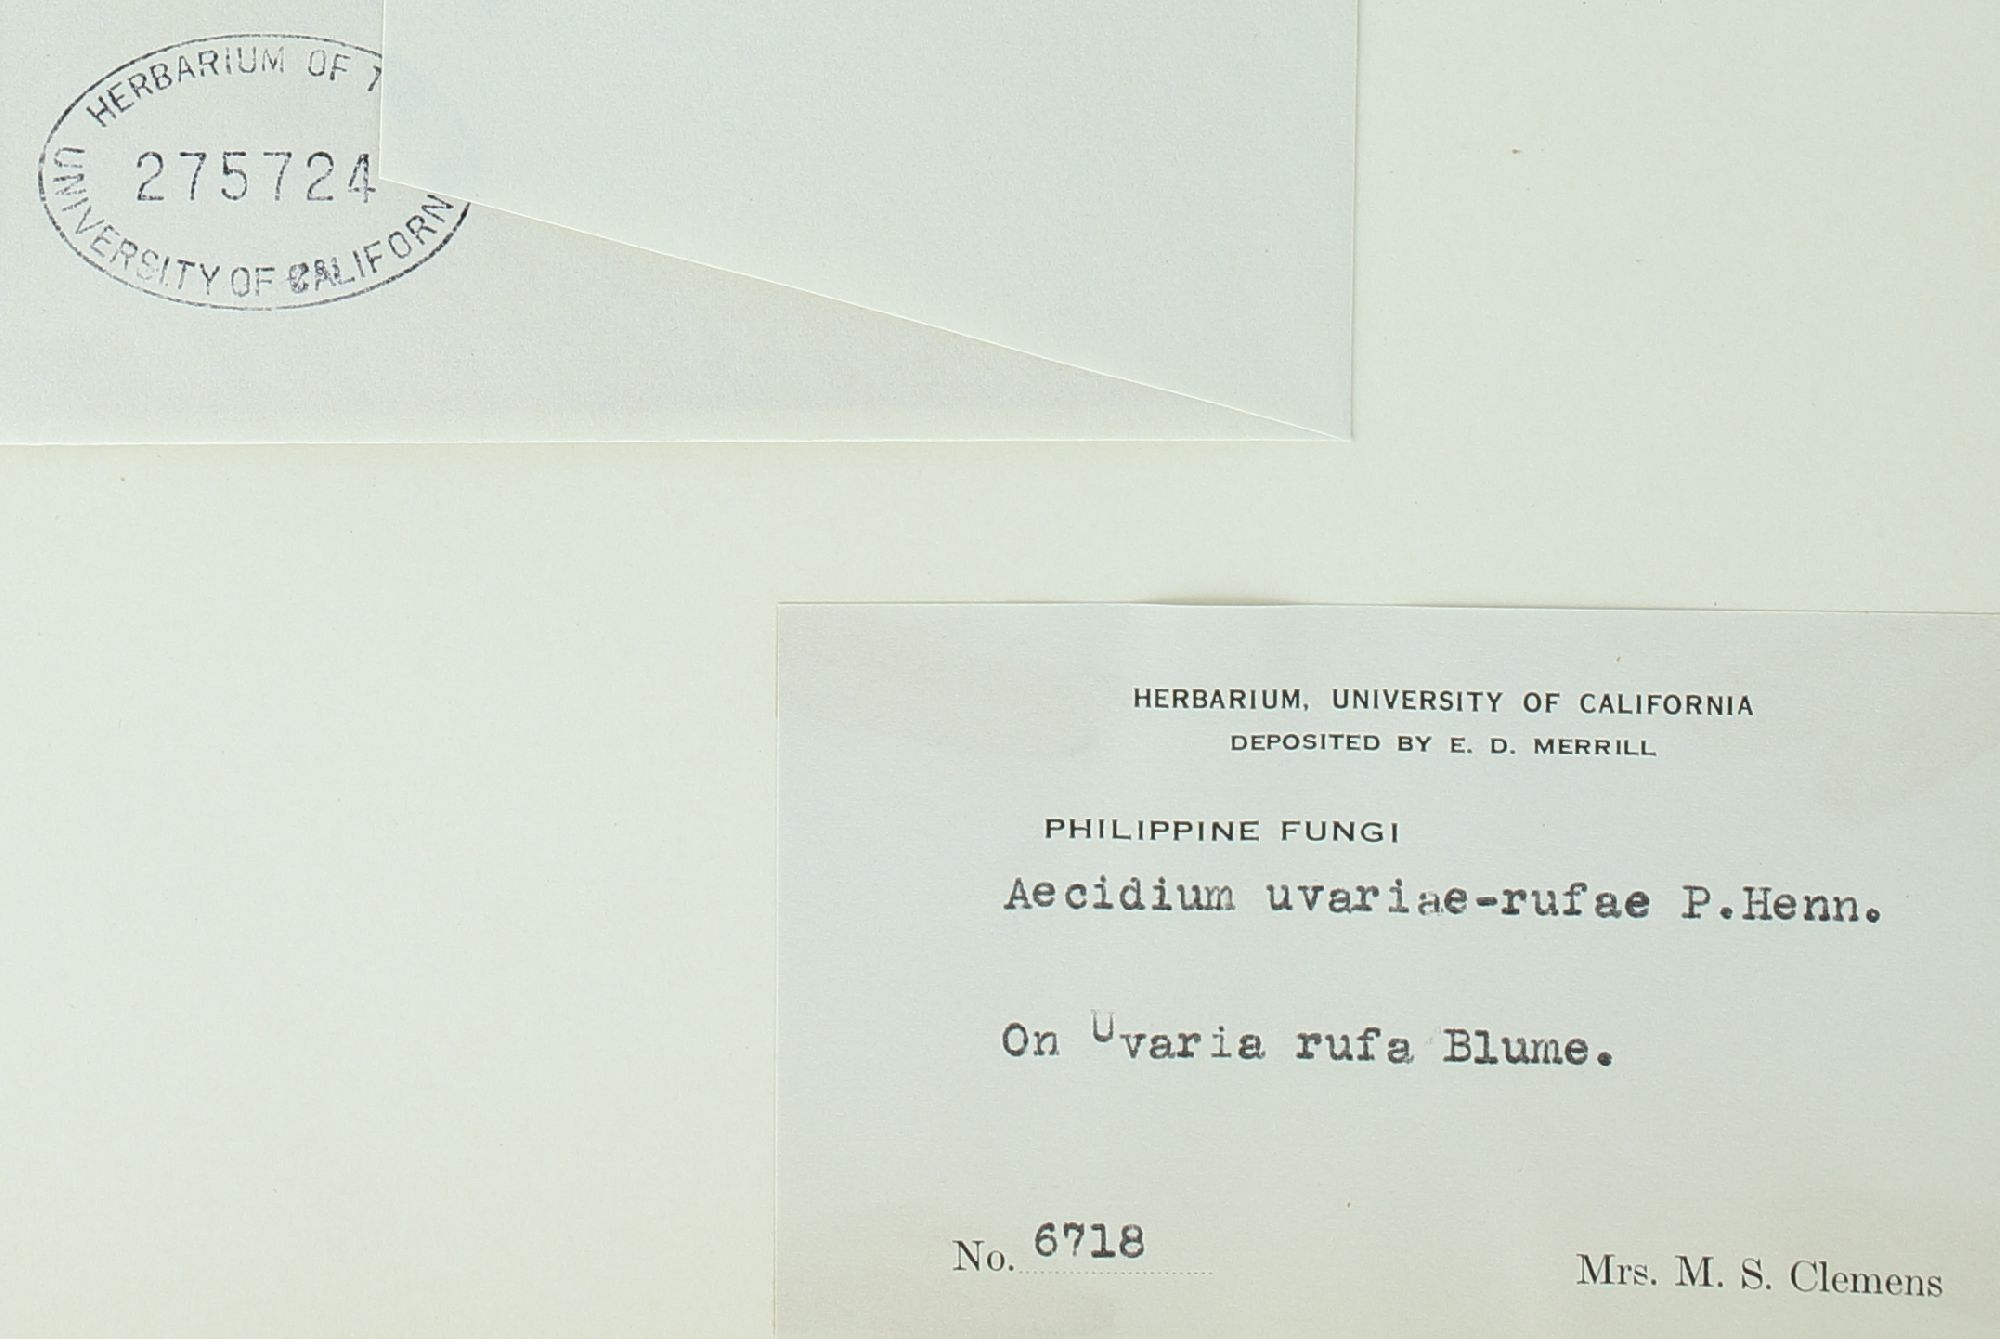 HERBARIUM OF
275724
UNIVERSITY OF CALIFORN
HERBARIUM, UNIVERSITY OF CALIFORNIA
DEPOSITED BY E. D. MERRILL
PHILIPPINE FUNGI
Aecidium uvariae-rufae P.Henn.
On Uvaria rufa Blume.
No. 6718
Mrs. M. S. Clemens